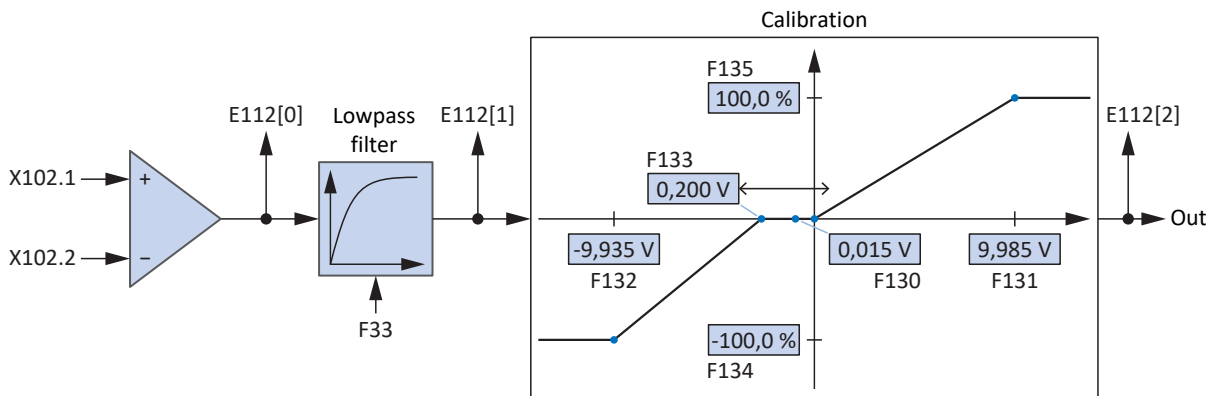 Calibration
F135
100,0 %
E112[0]
Lowpass
filter
E112[1]
E112[2]
X102.1
+
F133
0,200 V
Out
X102.2
−
-9,935 V
0,015 V
9,985 V
F132
F130
F131
F33
-100,0 %
F134